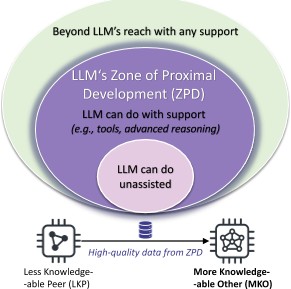 Beyond LLM's reach with any support
LLM's Zone of Proximal
Development (ZPD)
LLM can do with support
(e.g., tools, advanced reasoning)
LLM can do
unassisted
High-quality data from ZPD
Less Knowledge-
-able Peer (LKP)
More Knowledge-
-able Other (MKO)